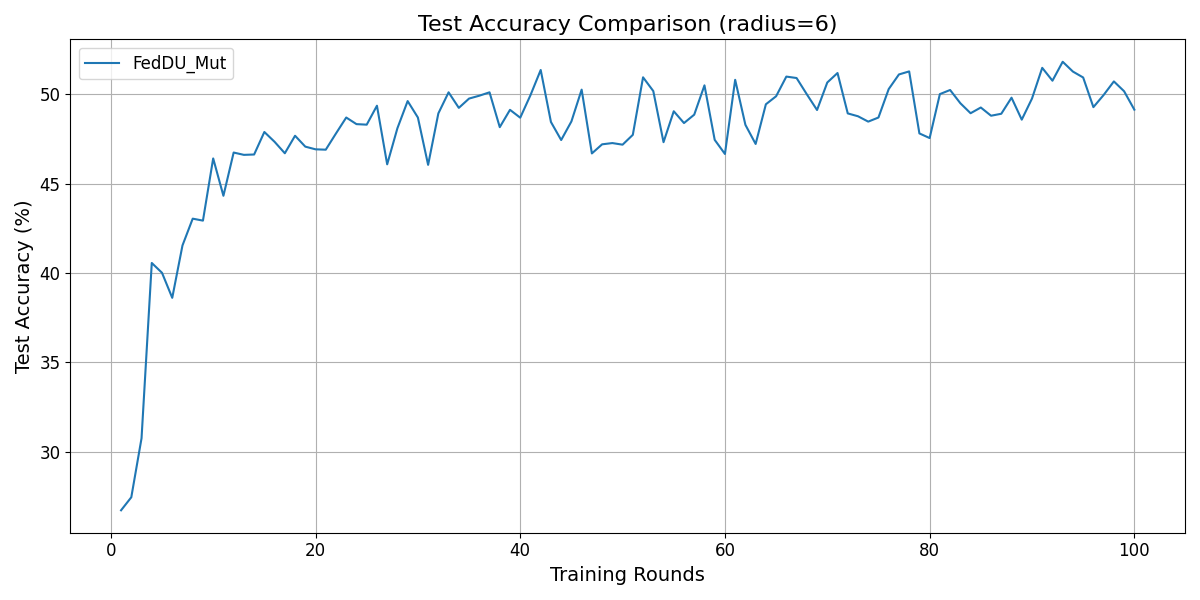 Test Accuracy Comparison (radius=6)
FedDU_Mut
Test Accuracy (%)
50
45
40
35
30
0 20 40 60 80 100
Training Rounds